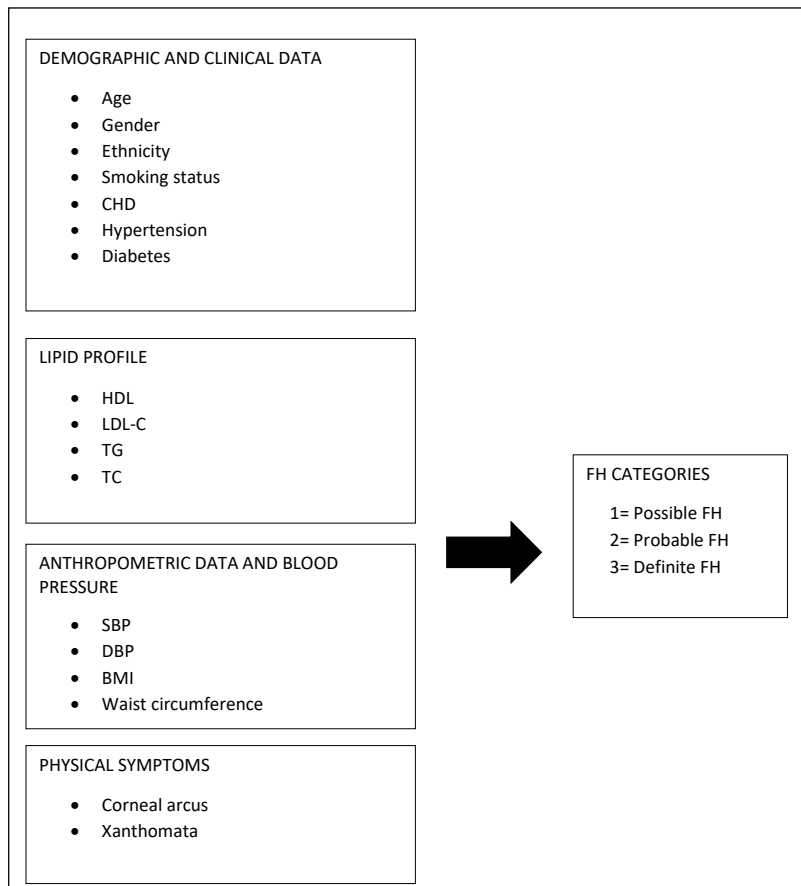 DEMOGRAPHIC AND CLINICAL DATA
• Age
• Gender
• Ethnicity
• Smoking status
• CHD
• Hypertension
• Diabetes
LIPID PROFILE
• HDL
• LDL-C
• TG
• TC
ANTHROPOMETRIC DATA AND BLOOD
PRESSURE
• SBP
• DBP
• BMI
• Waist circumference
PHYSICAL SYMPTOMS
• Corneal arcus
• Xanthomata
FH CATEGORIES
1= Possible FH
2= Probable FH
3= Definite FH